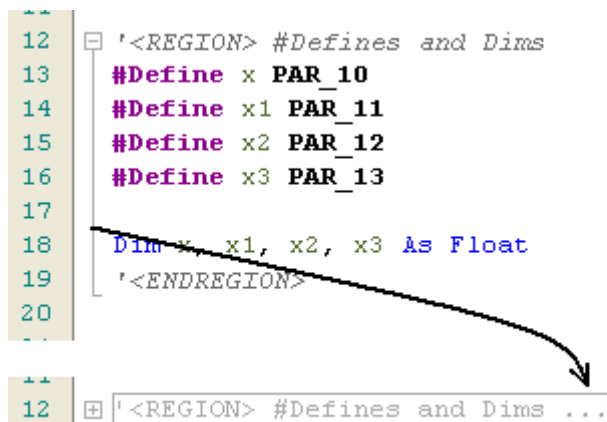 12 '<REGION> #Defines and Dims
13 #Define x PAR_10
14 #Define x1 PAR_11
15 #Define x2 PAR_12
16 #Define x3 PAR_13
17
18 Dim x, x1, x2, x3 As Float
19 '<ENDREGION>
20
12 '<REGION> #Defines and Dims ...